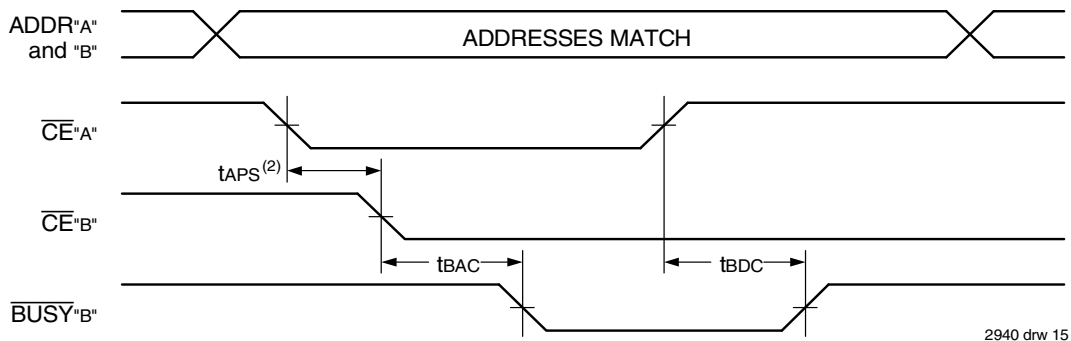 ADDR"A"
and "B"
ADDRESSES MATCH
CE"A"
tAPS(2)
CE"B"
tBAC
tBDC
BUSY"B"
2940 drw 15